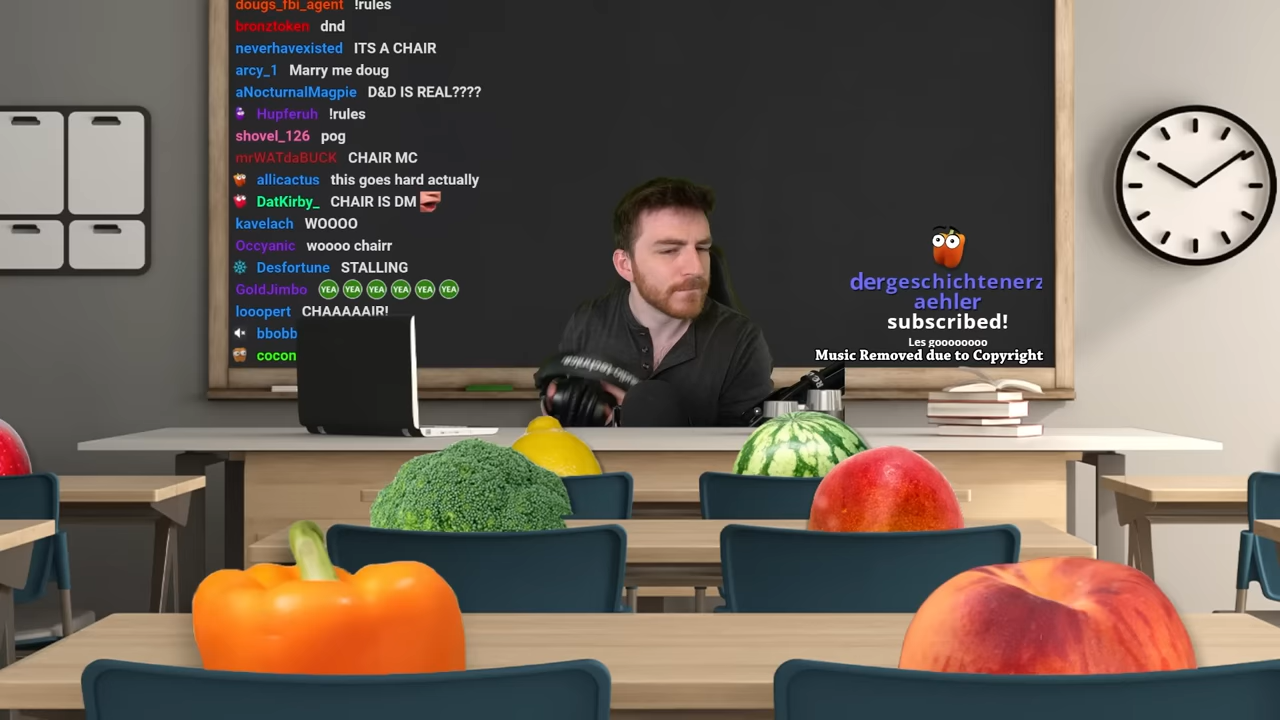 dougs_fbi_agent !rules
bronztoken dnd
neverhavexisted ITS A CHAIR
arcy_1 Marry me doug
aNocturnalMagpie D&D IS REAL????
Hupferuh !rules
shovel_126 pog
mrWATdaBUCK CHAIR MC
allicactus this goes hard actually
DatKirby_ CHAIR IS DM
kavelach WOOOO
Occyanic woooo chairr
Desfortune STALLING
GoldJimbo YEA YEA YEA YEA YEA YEA
looopert CHAAAAAIR!
bbobb
cocon
dergeschichtenerz
aehler
subscribed!
Les goooooooo
Music Removed due to Copyright